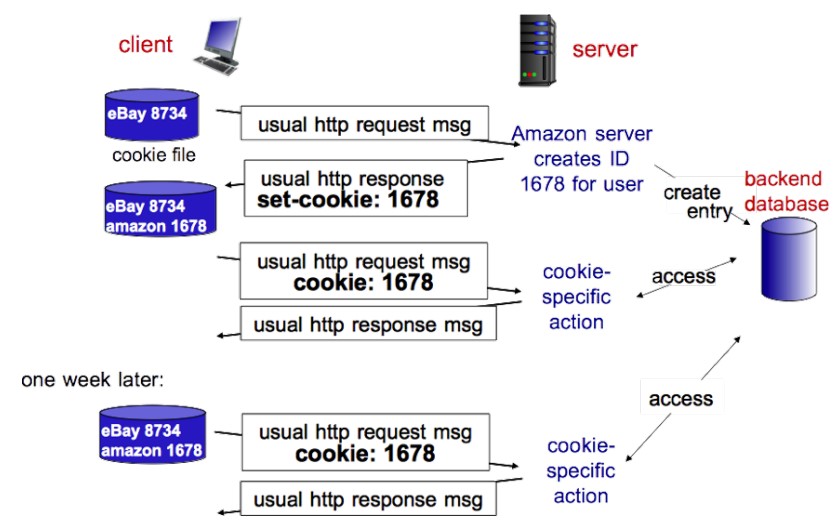 client
server
eBay 8734
cookie file
usual http request msg
Amazon server
creates ID
1678 for user
usual http response
set-cookie: 1678
create
entry
backend
database
eBay 8734
amazon 1678
usual http request msg
cookie: 1678
cookie-
specific
action
access
usual http response msg
one week later:
access
eBay 8734
amazon 1678
usual http request msg
cookie: 1678
cookie-
specific
action
usual http response msg